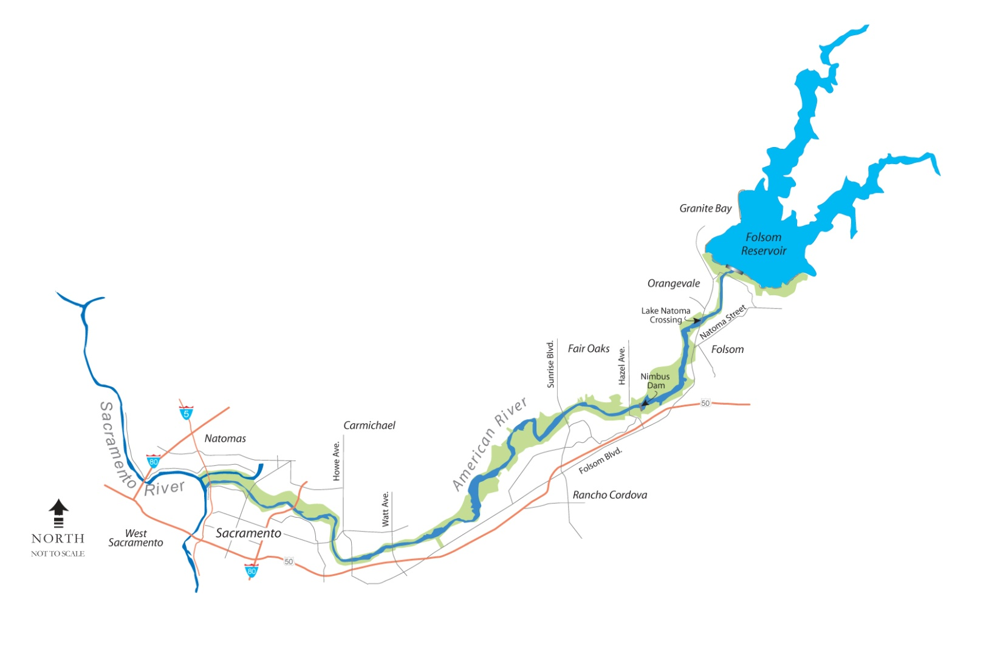 Granite Bay
Folsom
Reservoir
Orangevale
Lake Natoma
Crossing
Natoma Street
Folsom
Sunrise Blvd.
Fair Oaks
Hazel Ave.
Nimbus
Dam
50
American River
Sacramento
River
5
80
Natomas
Carmichael
Howe Ave.
Watt Ave.
Folsom Blvd.
Rancho Cordova
West
Sacramento
Sacramento
50
80
NORTH
NOT TO SCALE